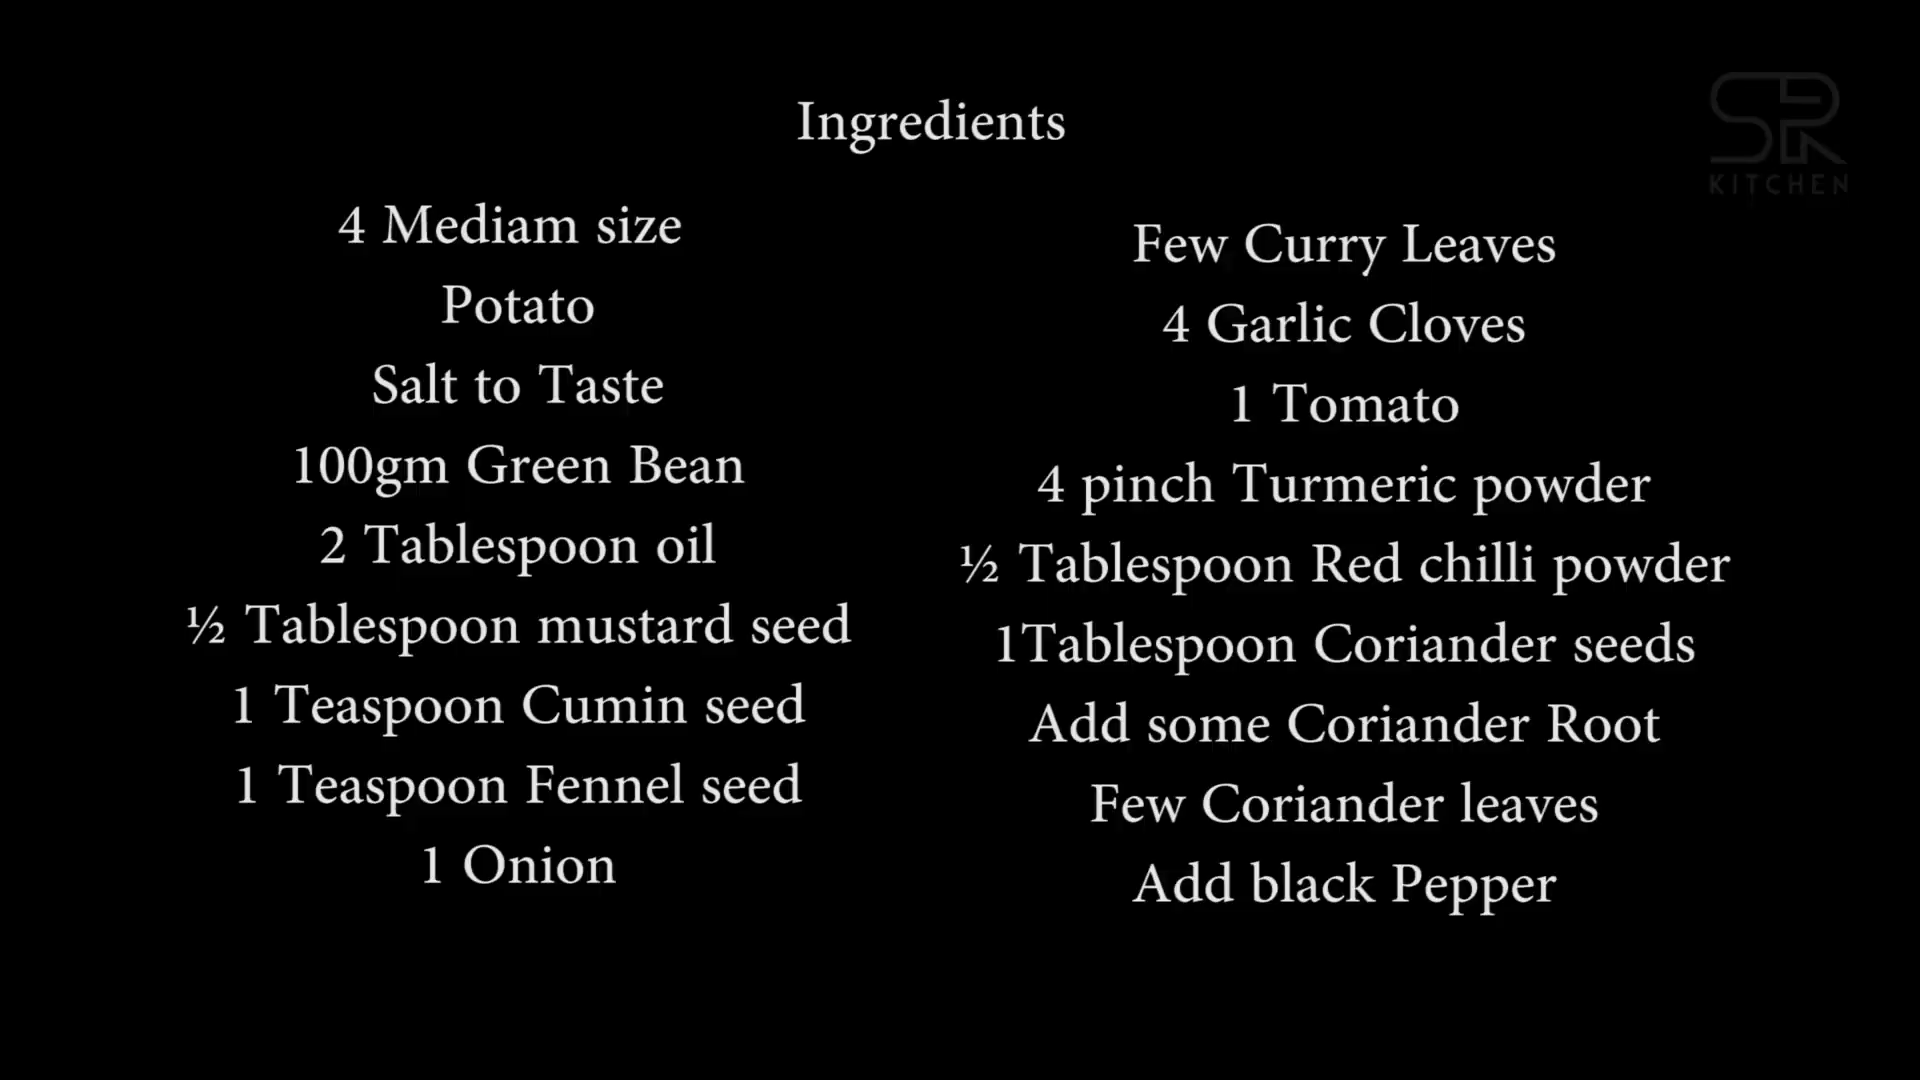 Ingredients
SR
KITCHEN
4 Mediam size
Potato
Salt to Taste
100gm Green Bean
2 Tablespoon oil
½ Tablespoon mustard seed
1 Teaspoon Cumin seed
1 Teaspoon Fennel seed
1 Onion
Few Curry Leaves
4 Garlic Cloves
1 Tomato
4 pinch Turmeric powder
½ Tablespoon Red chilli powder
1Tablespoon Coriander seeds
Add some Coriander Root
Few Coriander leaves
Add black Pepper